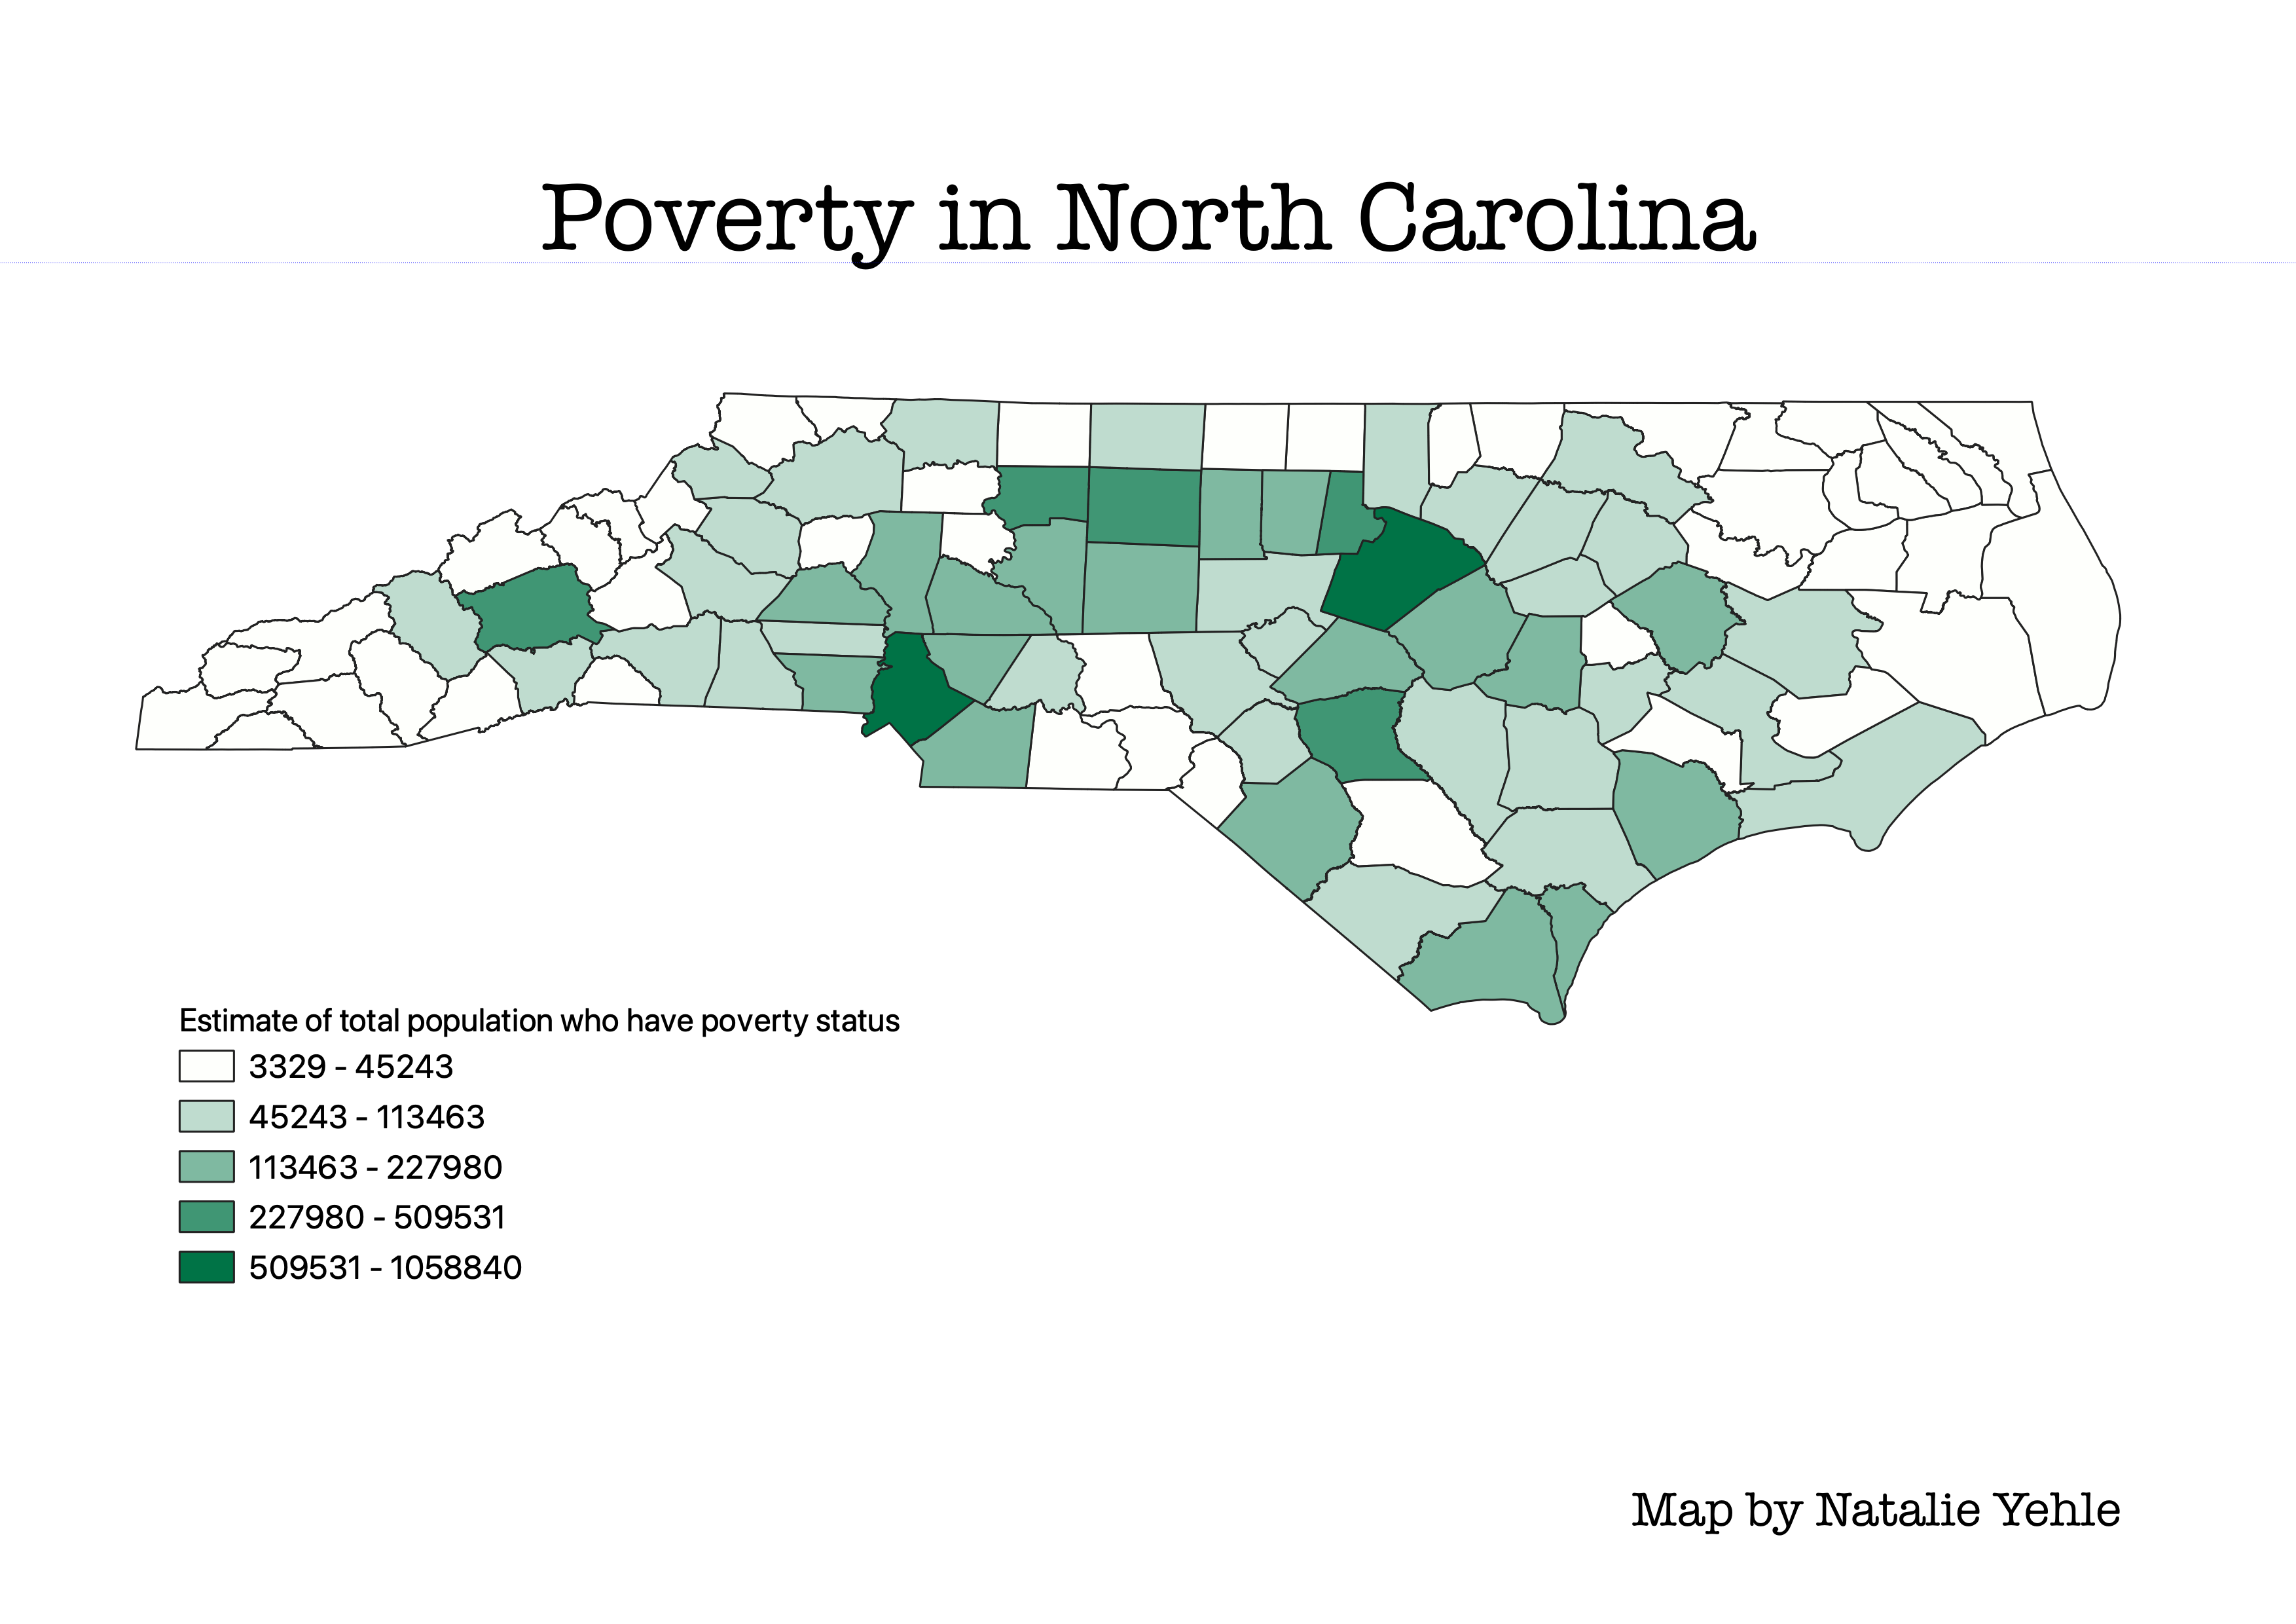 Poverty in North Carolina
Estimate of total population who have poverty status
3329 - 45243
45243 - 113463
113463 - 227980
227980 - 509531
509531 - 1058840
Map by Natalie Yehle